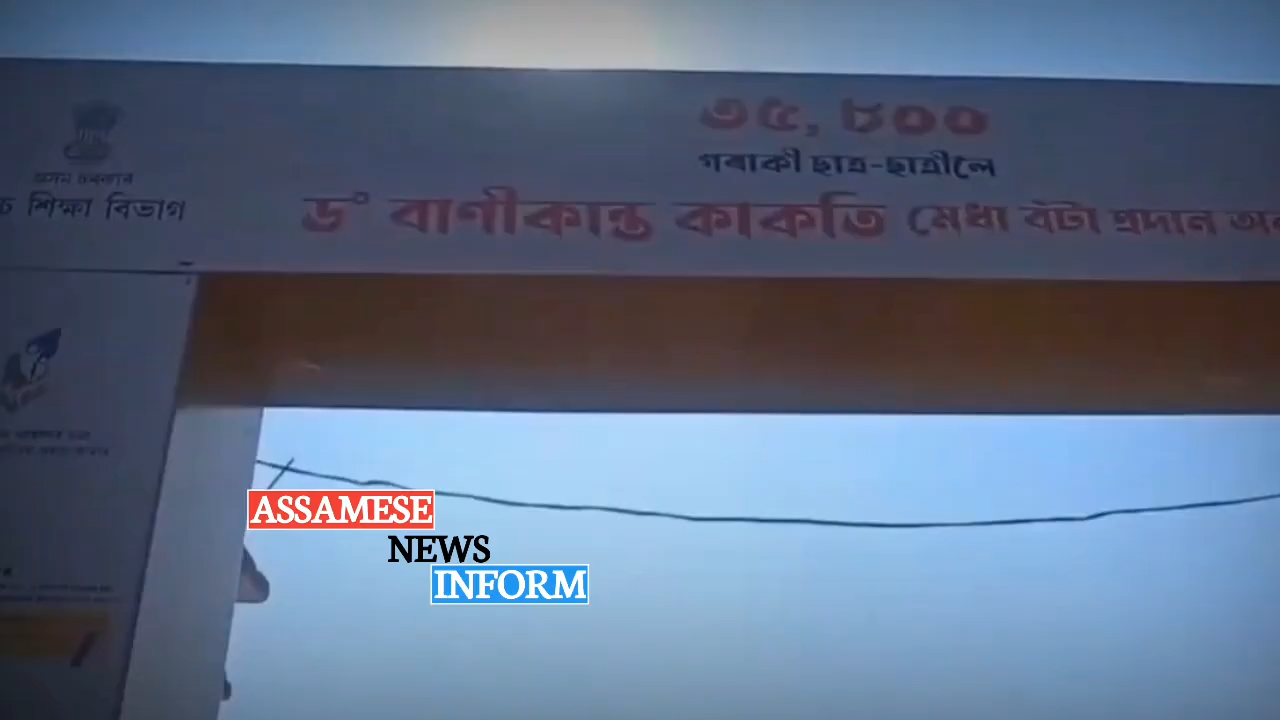 ৩৫, ৮০০
গৰাকী ছাত্ৰ-ছাত্ৰীলৈ
অসম চৰকাৰ
শিক্ষা বিভাগ
ড° বাণীকান্ত কাকতি মেধা বঁটা প্ৰদান
ASSAMESE
NEWS
INFORM